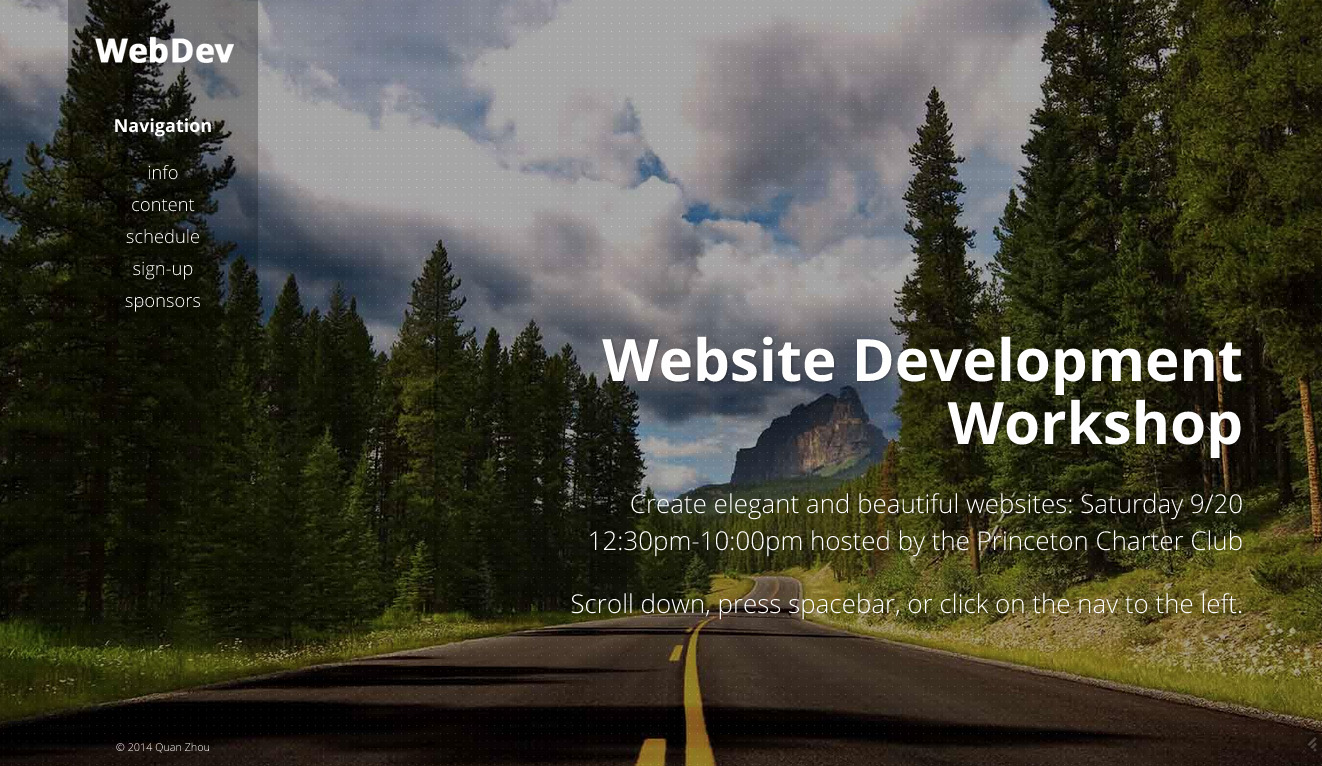 WebDev
Navigation
info
content
schedule
sign-up
sponsors
Website Development
Workshop
Create elegant and beautiful websites: Saturday 9/20
12:30pm-10:00pm hosted by the Princeton Charter Club
Scroll down, press spacebar, or click on the nav to the left.
© 2014 Quan Zhou